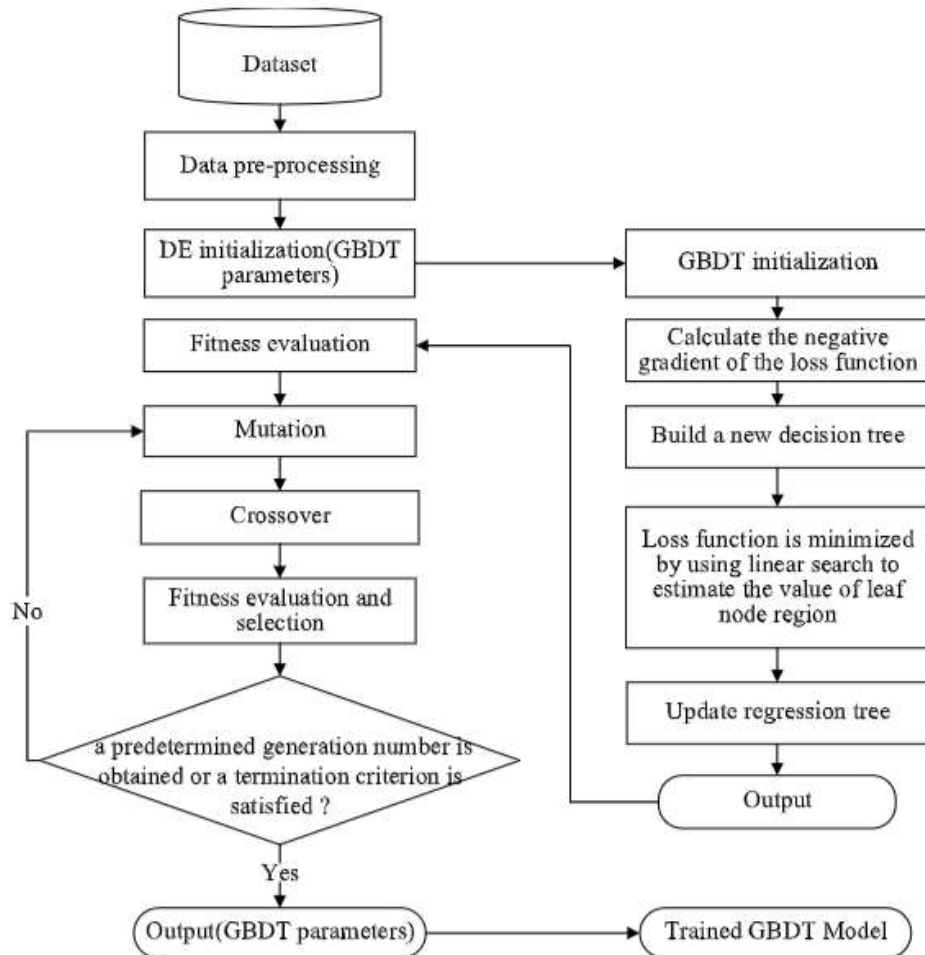 Dataset
Data pre-processing
DE initialization(GBDT
parameters)
GBDT initialization
Fitness evaluation
Calculate the negative
gradient of the loss function
Mutation
Build a new decision tree
Crossover
Loss function is minimized
by using linear search to
estimate the value of leaf
node region
Fitness evaluation and
selection
No
Update regression tree
a predetermined generation number is
obtained or a termination criterion is
satisfied ?
Output
Yes
Output(GBDT parameters)
Trained GBDT Model